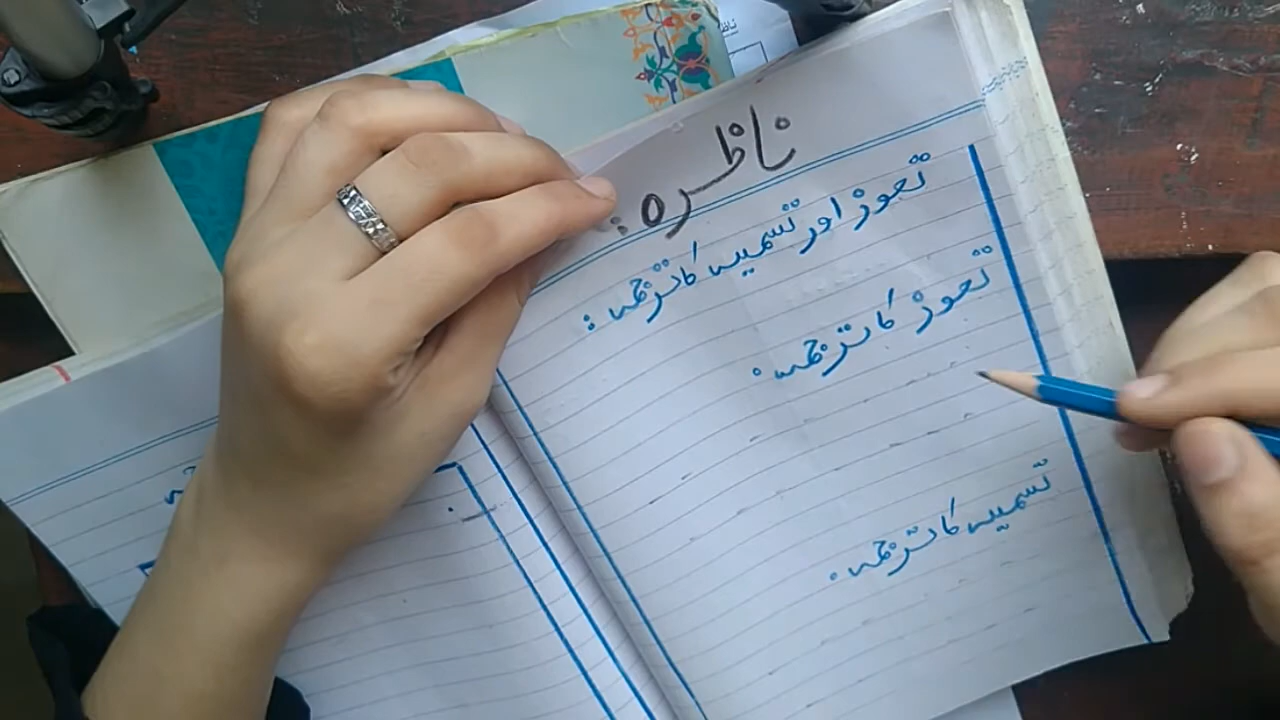 ناظرہ:
تعوذ اور تسمیہ کا ترجمہ:
تعوذ کا ترجمہ:
تسمیہ کا ترجمہ: